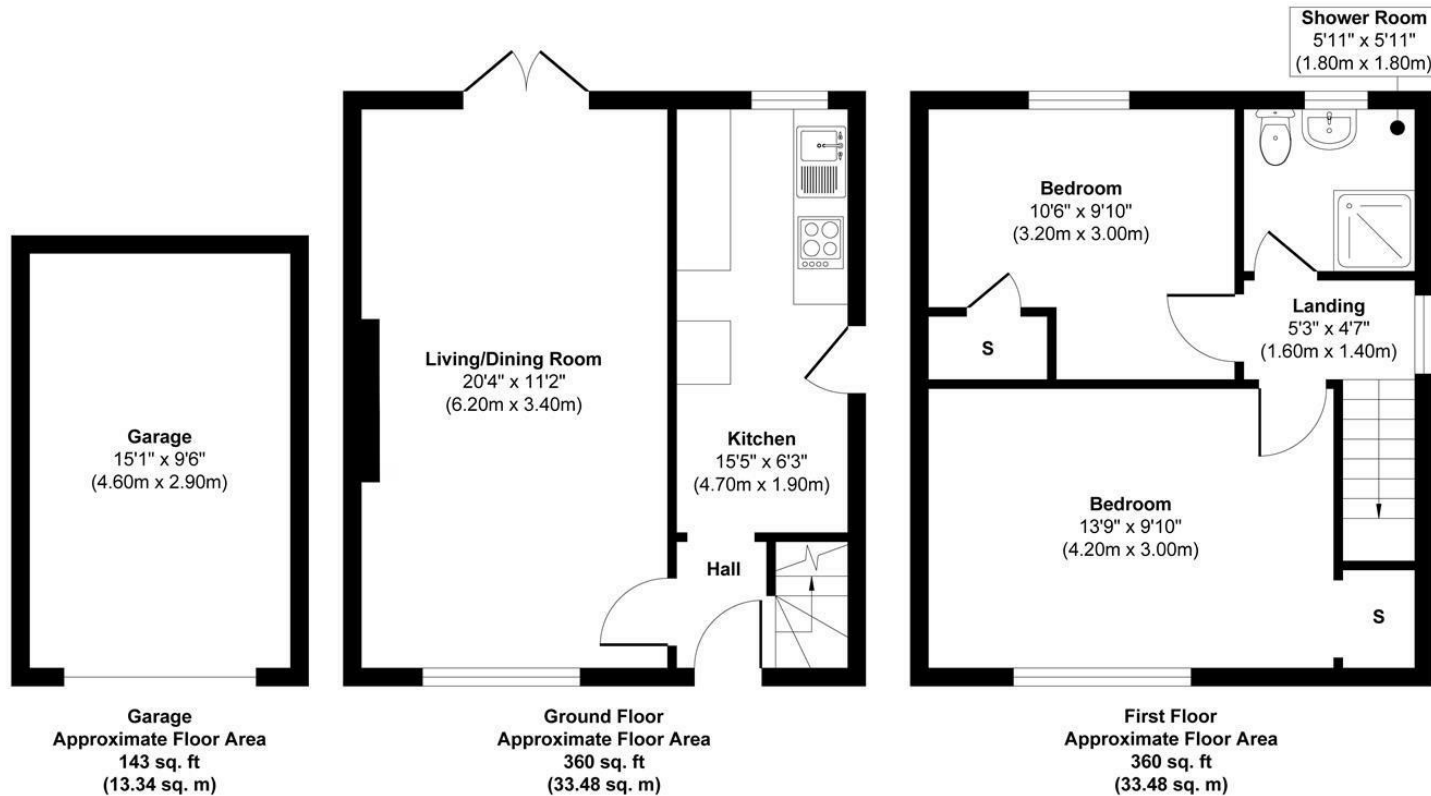 Shower Room
5'11" x 5'11"
(1.80m x 1.80m)
Bedroom
10'6" x 9'10"
(3.20m x 3.00m)
Landing
5'3" x 4'7"
(1.60m x 1.40m)
S
Living/Dining Room
20'4" x 11'2"
(6.20m x 3.40m)
Garage
15'1" x 9'6"
(4.60m x 2.90m)
Kitchen
15'5" x 6'3"
(4.70m x 1.90m)
Bedroom
13'9" x 9'10"
(4.20m x 3.00m)
Hall
S
Garage
Approximate Floor Area
143 sq. ft
(13.34 sq. m)
Ground Floor
Approximate Floor Area
360 sq. ft
(33.48 sq. m)
First Floor
Approximate Floor Area
360 sq. ft
(33.48 sq. m)